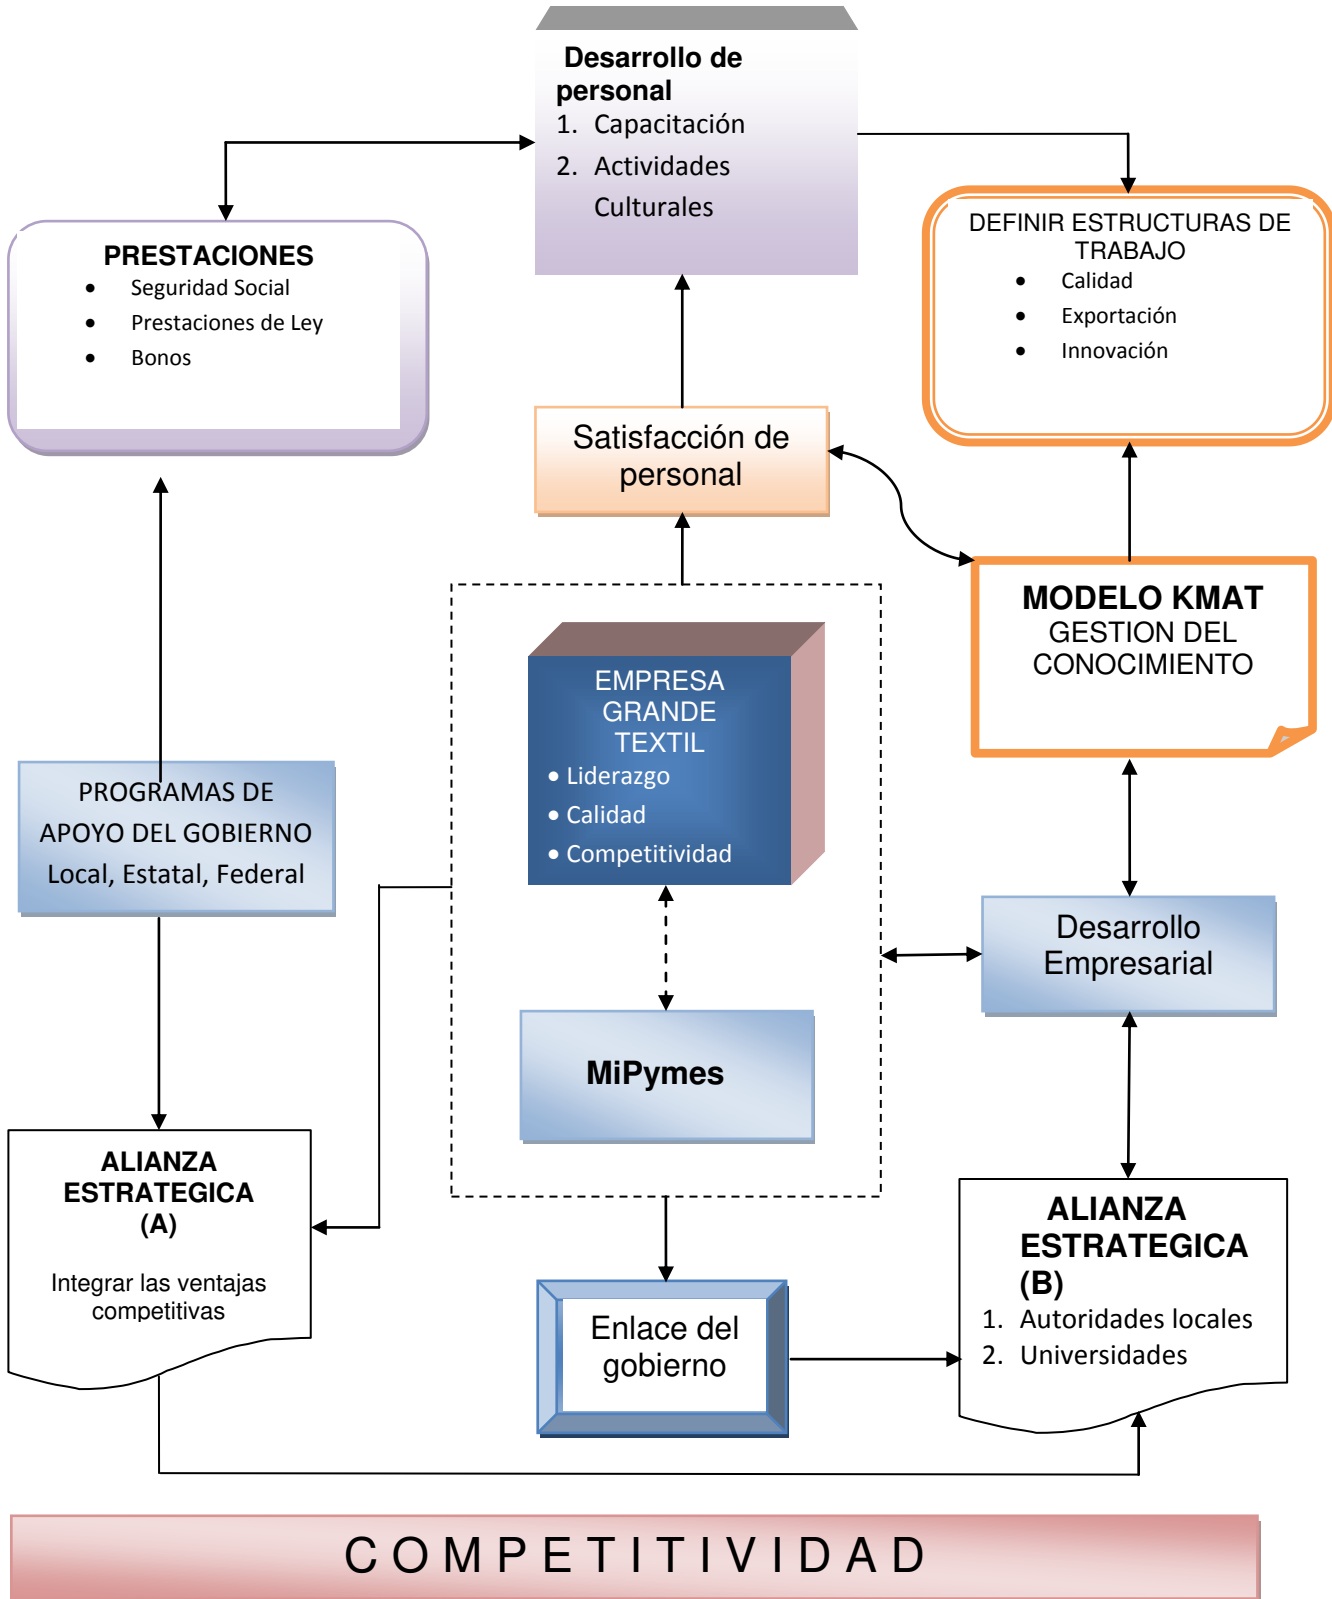 Desarrollo de
personal
1. Capacitación
2. Actividades
Culturales
PRESTACIONES
• Seguridad Social
• Prestaciones de Ley
• Bonos
DEFINIR ESTRUCTURAS DE
TRABAJO
• Calidad
• Exportación
• Innovación
Satisfacción de
personal
MODELO KMAT
GESTION DEL
CONOCIMIENTO
EMPRESA
GRANDE
TEXTIL
• Liderazgo
• Calidad
• Competitividad
PROGRAMAS DE
APOYO DEL GOBIERNO
Local, Estatal, Federal
Desarrollo
Empresarial
MiPymes
ALIANZA
ESTRATEGICA
(A)
Integrar las ventajas
competitivas
Enlace del
gobierno
ALIANZA
ESTRATEGICA
(B)
1. Autoridades locales
2. Universidades
COMPETITIVIDAD